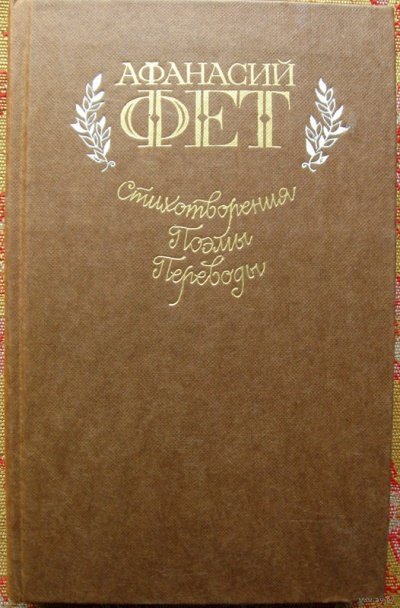 АФАНАСИЙ
ФЕТ
Стихотворения
Поэмы
Переводы